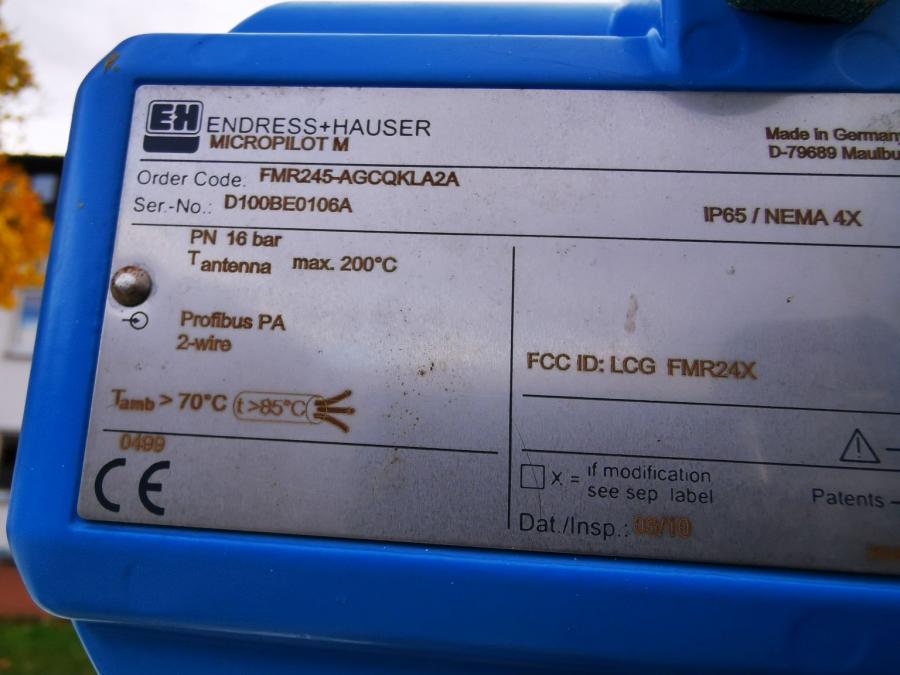 EH ENDRESS+HAUSER
MICROPILOT M
Made in Germany
D-79689 Maulbu
Order Code: FMR245-AGCQKLA2A
Ser.-No.: D100BE0106A
IP65 / NEMA 4X
PN 16 bar
Tantenna max. 200°C
Profibus PA
2-wire
FCC ID: LCG FMR24X
Tamb > 70°C t >85°C
0499
CE
X = if modification
see sep label
Patents
Dat./Insp.: 03/10